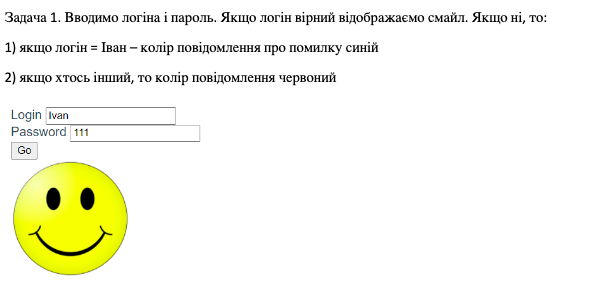 Задача 1. Вводимо логіна і пароль. Якщо логін вірний відображаємо смайл. Якщо ні, то:
1) якщо логін = Іван – колір повідомлення про помилку синій
2) якщо хтось інший, то колір повідомлення червоний
Login Ivan
Password 111
Go